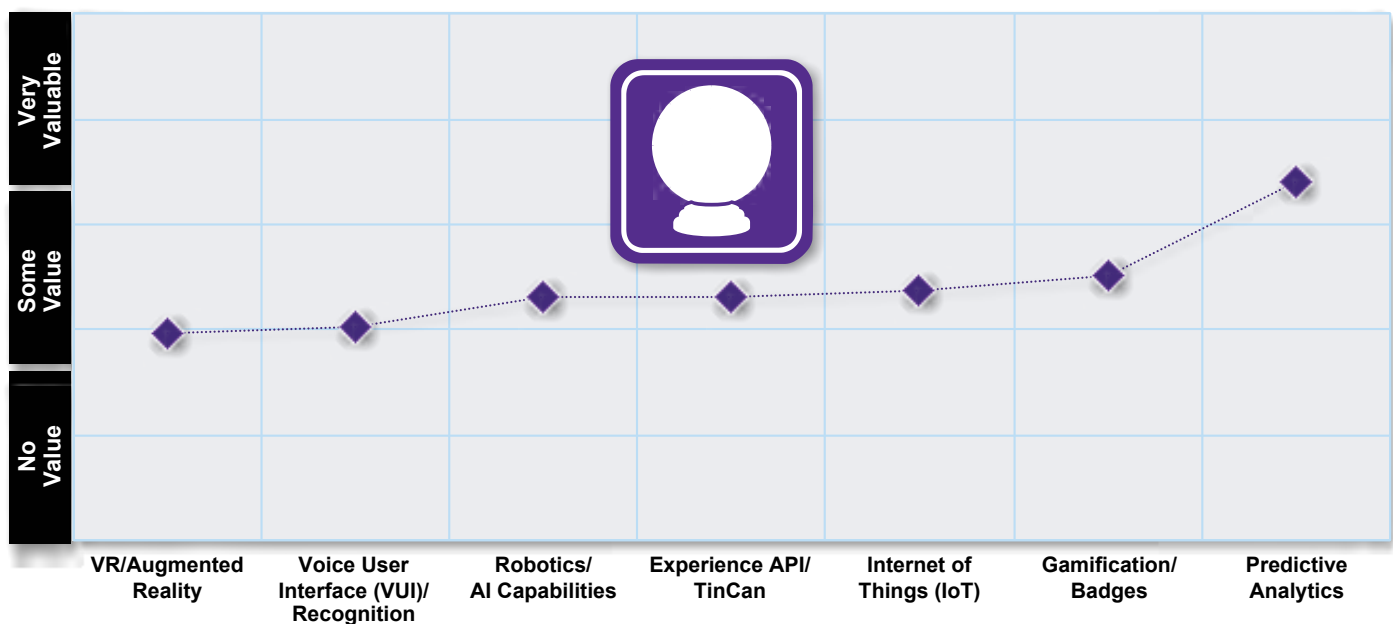 Very
Valuable
Some
Value
No
Value
VR/Augmented
Reality
Voice User
Interface (VUI)/
Recognition
Robotics/
AI Capabilities
Experience API/
TinCan
Internet of
Things (IoT)
Gamification/
Badges
Predictive
Analytics